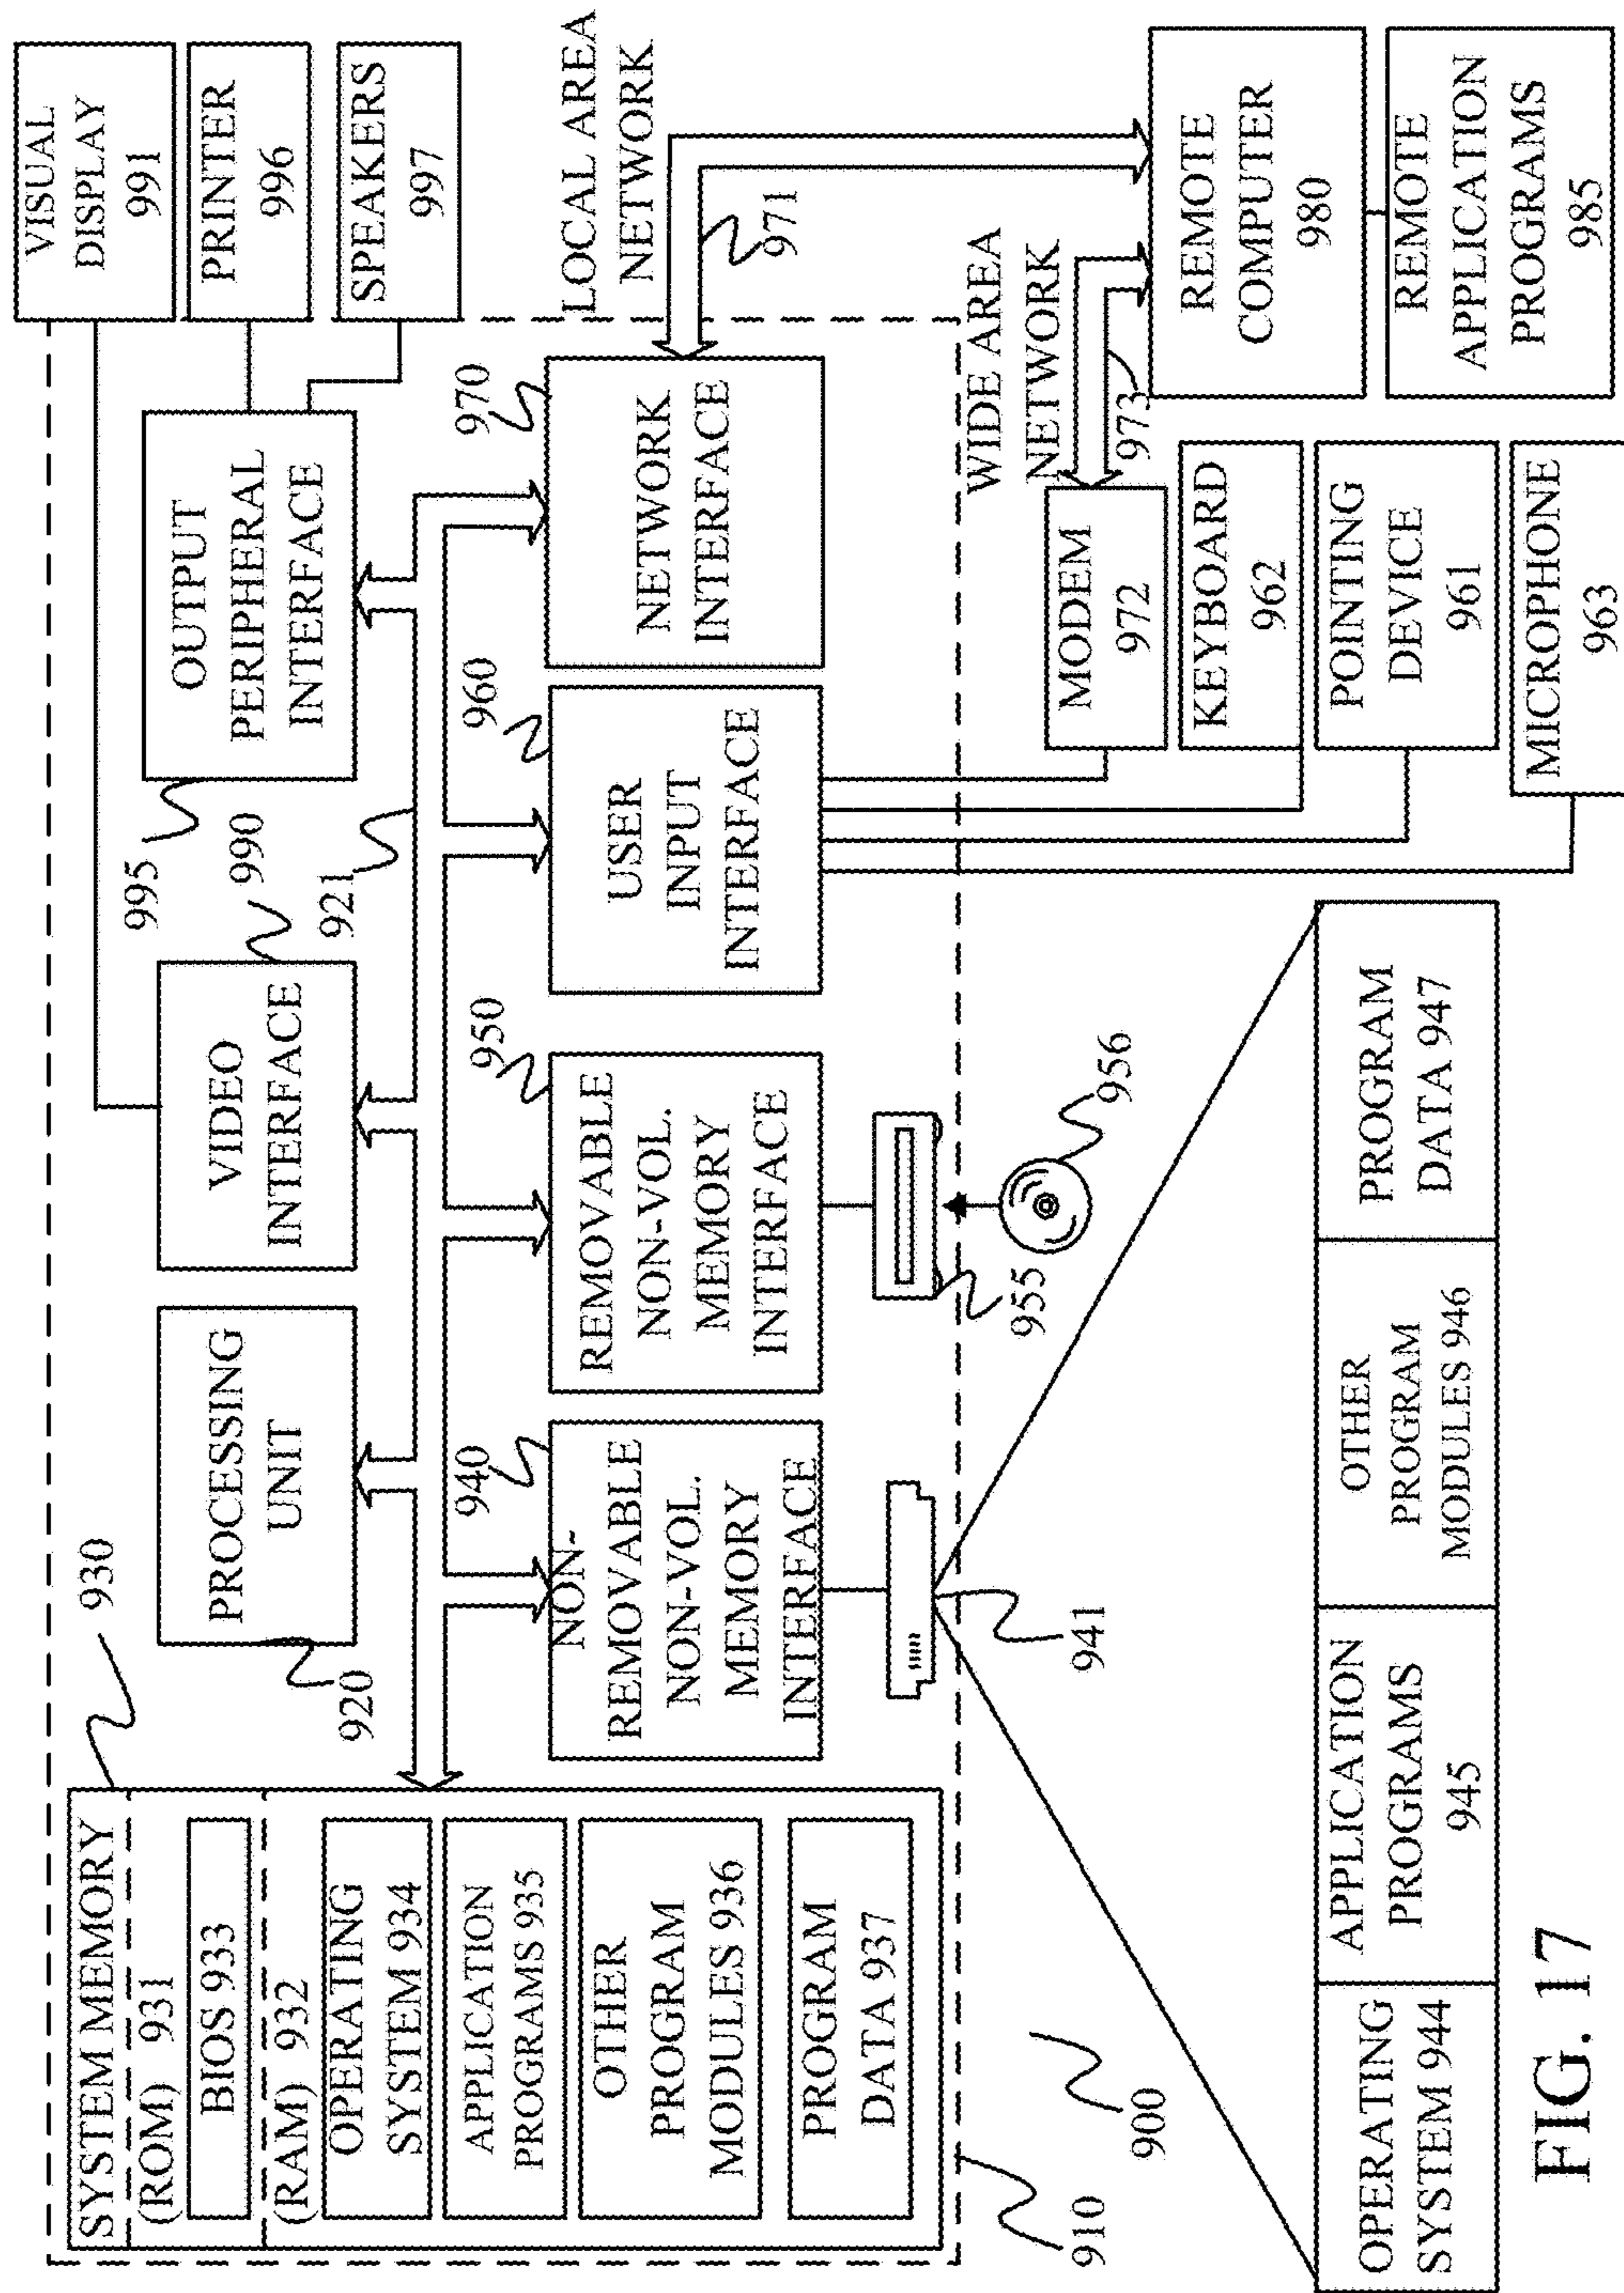 SYSTEM MEMORY
(ROM) 931
BIOS 933
(RAM) 932
OPERATING
SYSTEM 934
APPLICATION
PROGRAMS 935
OTHER
PROGRAM
MODULES 936
PROGRAM
DATA 937
930
920
PROCESSING
UNIT
VIDEO
INTERFACE
990
921
995
OUTPUT
PERIPHERAL
INTERFACE
VISUAL
DISPLAY
991
PRINTER
996
SPEAKERS
997
940
NON-
REMOVABLE
NON-VOL.
MEMORY
INTERFACE
950
REMOVABLE
NON-VOL.
MEMORY
INTERFACE
960
USER
INPUT
INTERFACE
970
NETWORK
INTERFACE
LOCAL AREA
NETWORK
971
941
955
956
WIDE AREA
NETWORK
973
MODEM
972
KEYBOARD
962
POINTING
DEVICE
961
MICROPHONE
963
REMOTE
COMPUTER
980
REMOTE
APPLICATION
PROGRAMS
985
910
900
OPERATING
SYSTEM 944
APPLICATION
PROGRAMS
945
OTHER
PROGRAM
MODULES 946
PROGRAM
DATA 947
FIG. 17